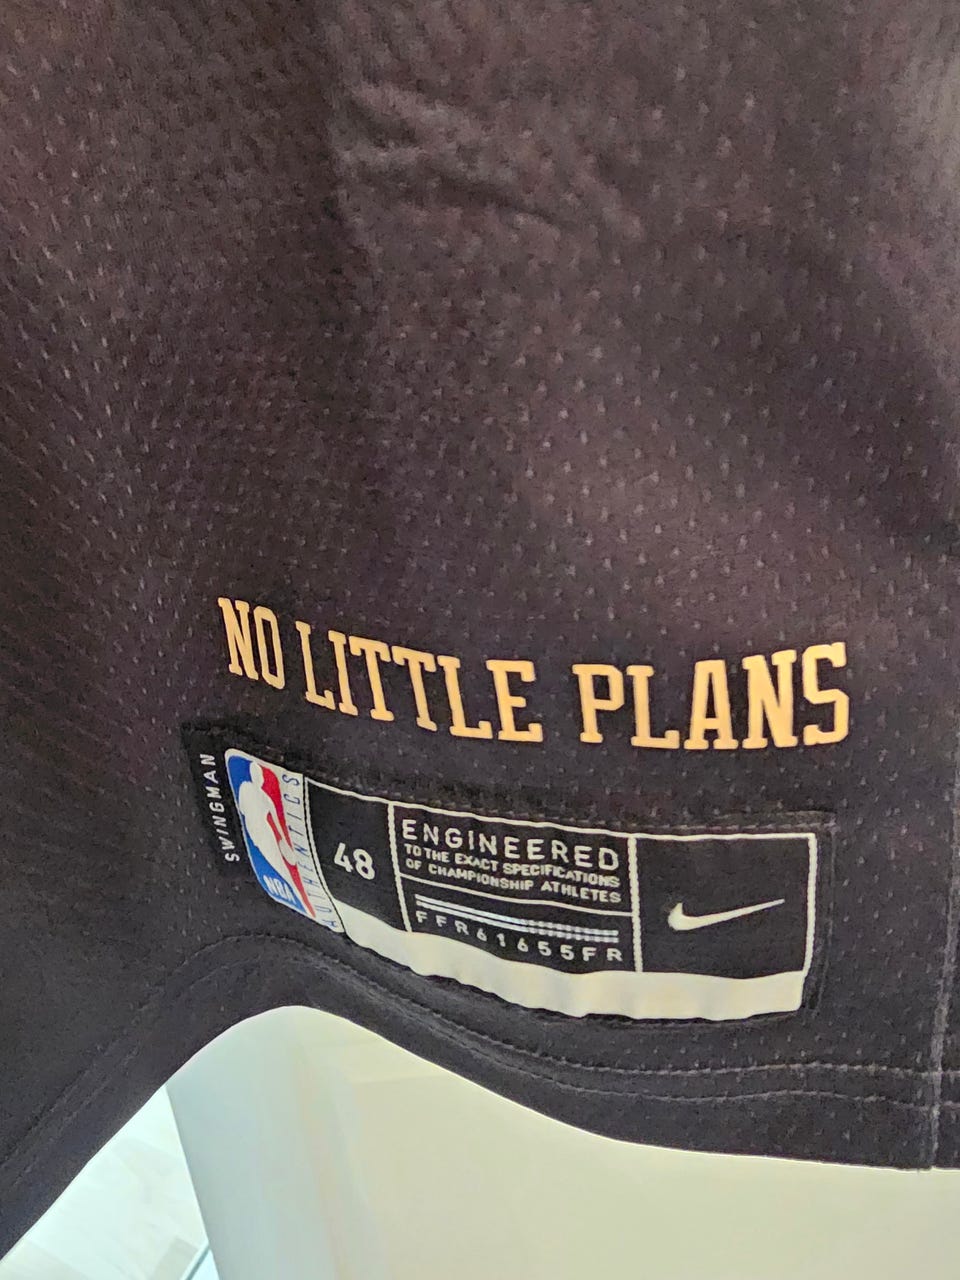 NO LITTLE PLANS
SWINGMAN
NBA
AUTHENTICS
48
ENGINEERED
TO THE EXACT SPECIFICATIONS
OF CHAMPIONSHIP ATHLETES
FFR61655FR